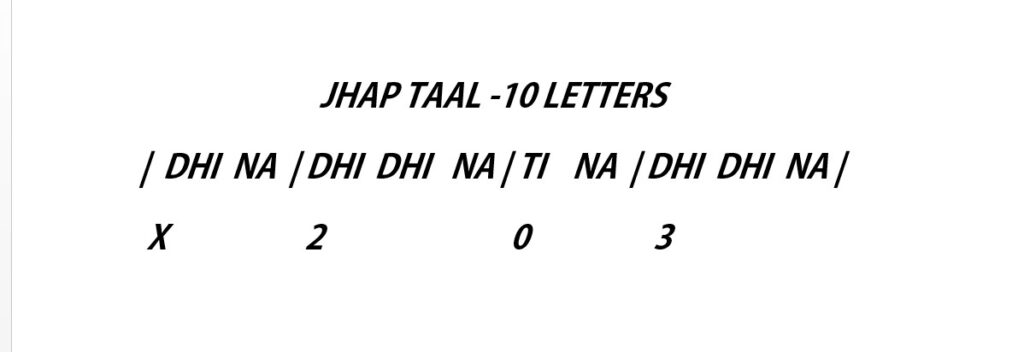 JHAP TAAL -10 LETTERS
| DHI NA | DHI DHI NA | TI NA | DHI DHI NA |
X 2 0 3